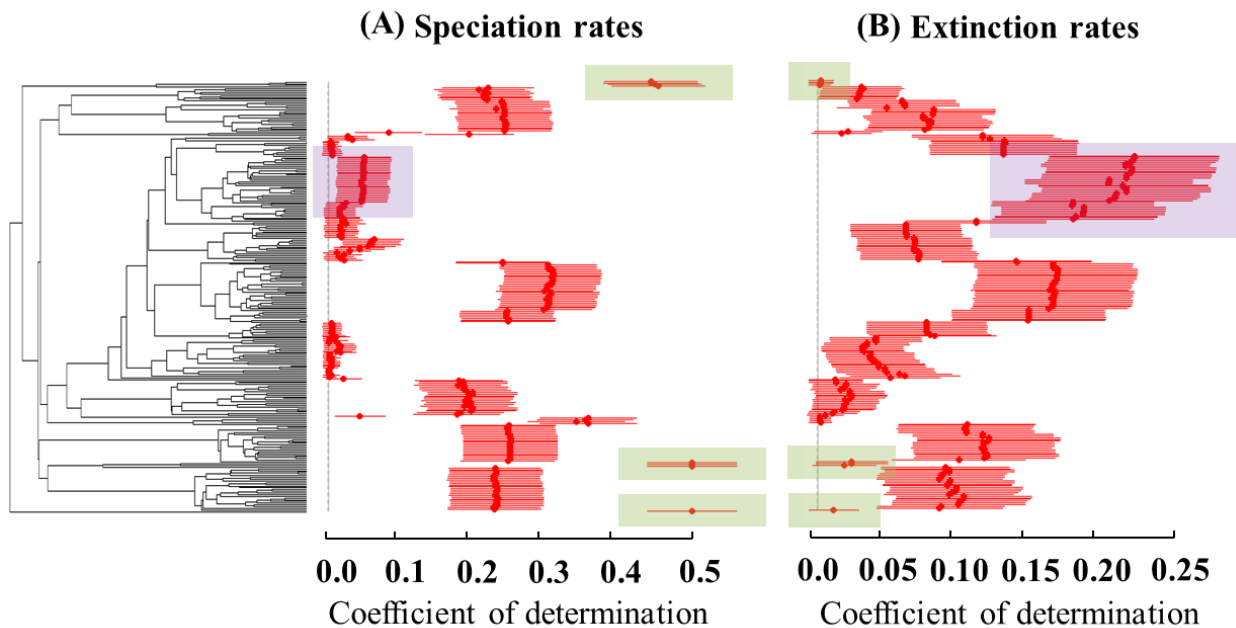 (A) Speciation rates
(B) Extinction rates
0.0 0.1 0.2 0.3 0.4 0.5
0.0 0.05 0.10 0.15 0.20 0.25
Coefficient of determination
Coefficient of determination